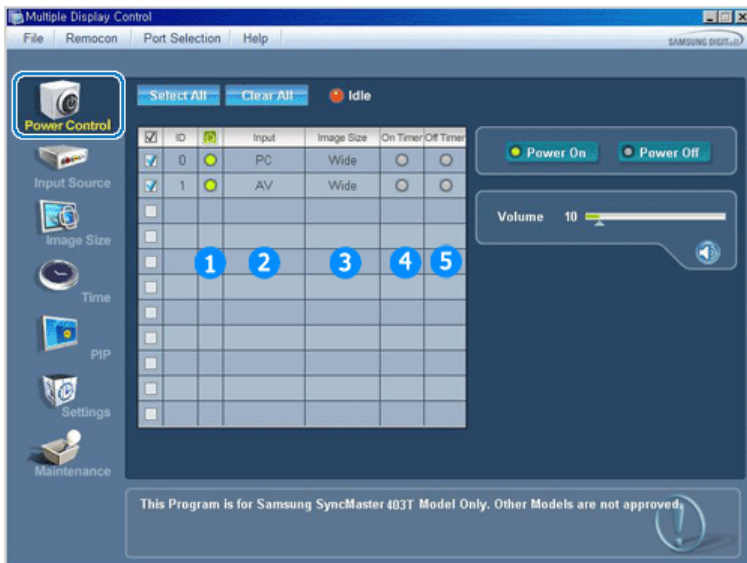 Multiple Display Control
File Remocon Port Selection Help
SAMSUNG DIGITall
Select All Clear All Idle
Power Control
Input Source
Image Size
Time
PIP
Settings
Maintenance
ID Input Image Size On Timer Off Timer
0 PC Wide
1 AV Wide
1 2 3 4 5
Power On Power Off
Volume 10
This Program is for Samsung SyncMaster 403T Model Only. Other Models are not approved.